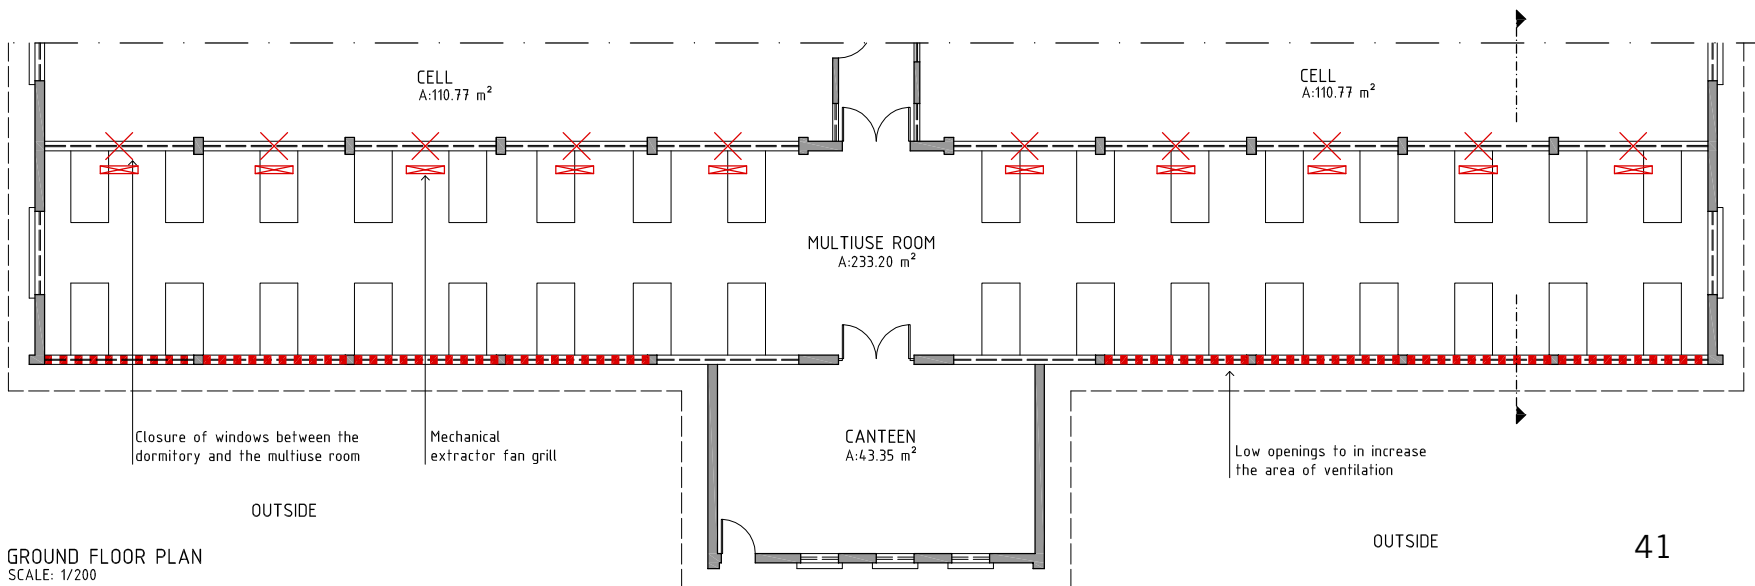 CELL
A:110.77 m²
CELL
A:110.77 m²
MULTIUSE ROOM
A:233.20 m²
Closure of windows between the
dormitory and the multiuse room
Mechanical
extractor fan grill
CANTEEN
A:43.35 m²
Low openings to in increase
the area of ventilation
OUTSIDE
OUTSIDE
GROUND FLOOR PLAN
SCALE: 1/200
41